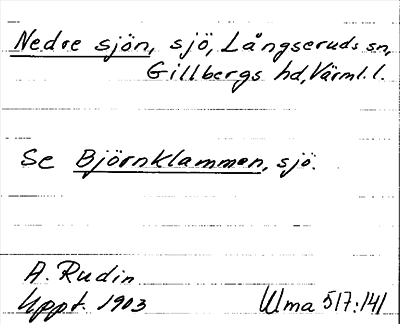 Nedre sjön, sjö, Långseruds sn,
Gillbergs hd, Värml. l.
Se Björnklammen, sjö.
A. Rudin
Uppt. 1903 Ulma 517:141